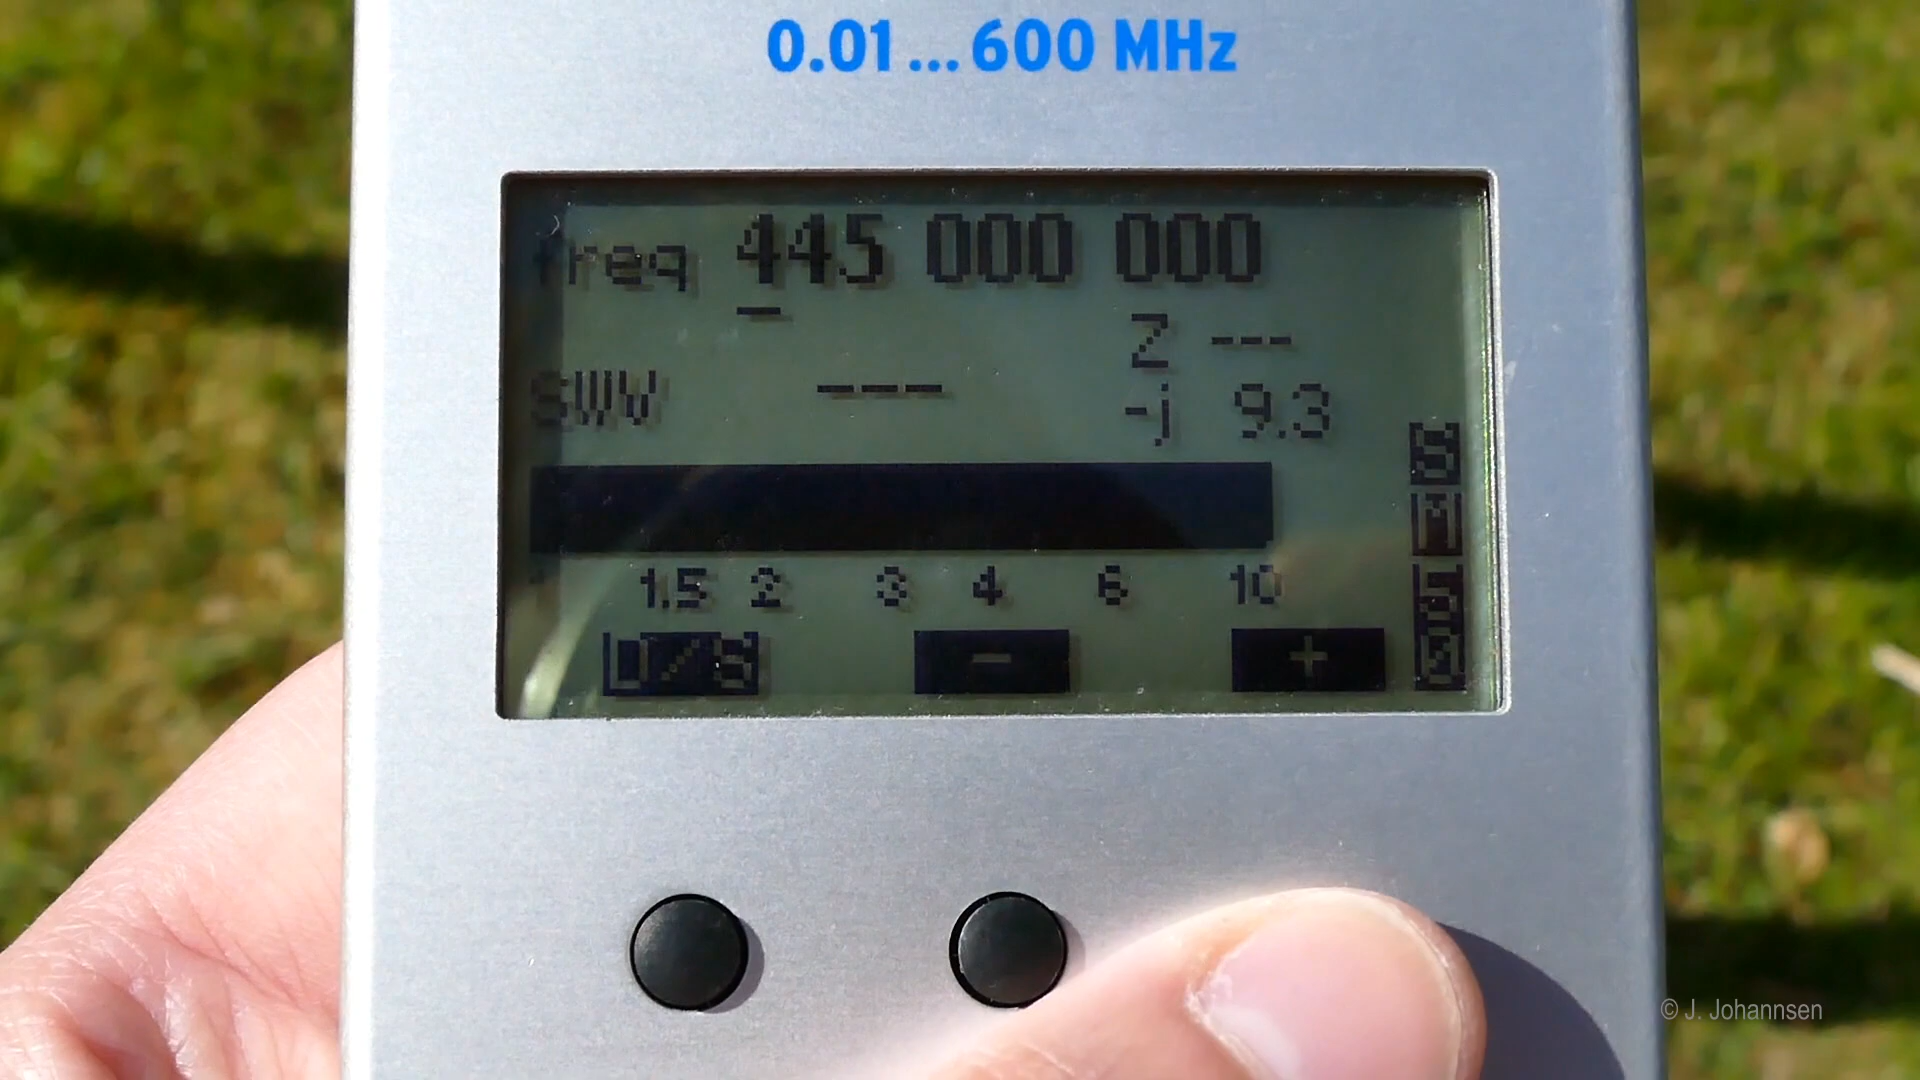 0.01...600 MHz
freq 445 000 000
Z ---
SWV ---
-j 9.3
1 1.5 2 3 4 6 10
U/S - +
© J. Johannsen